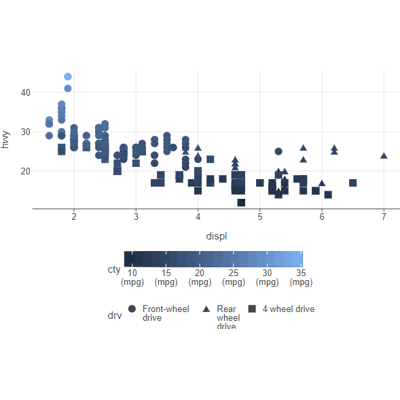 40
30
20
hwy
2 3 4 5 6 7
displ
cty
10 15 20 25 30 35
(mpg) (mpg) (mpg) (mpg) (mpg) (mpg)
drv
Front-wheel
drive
Rear
wheel
drive
4 wheel drive